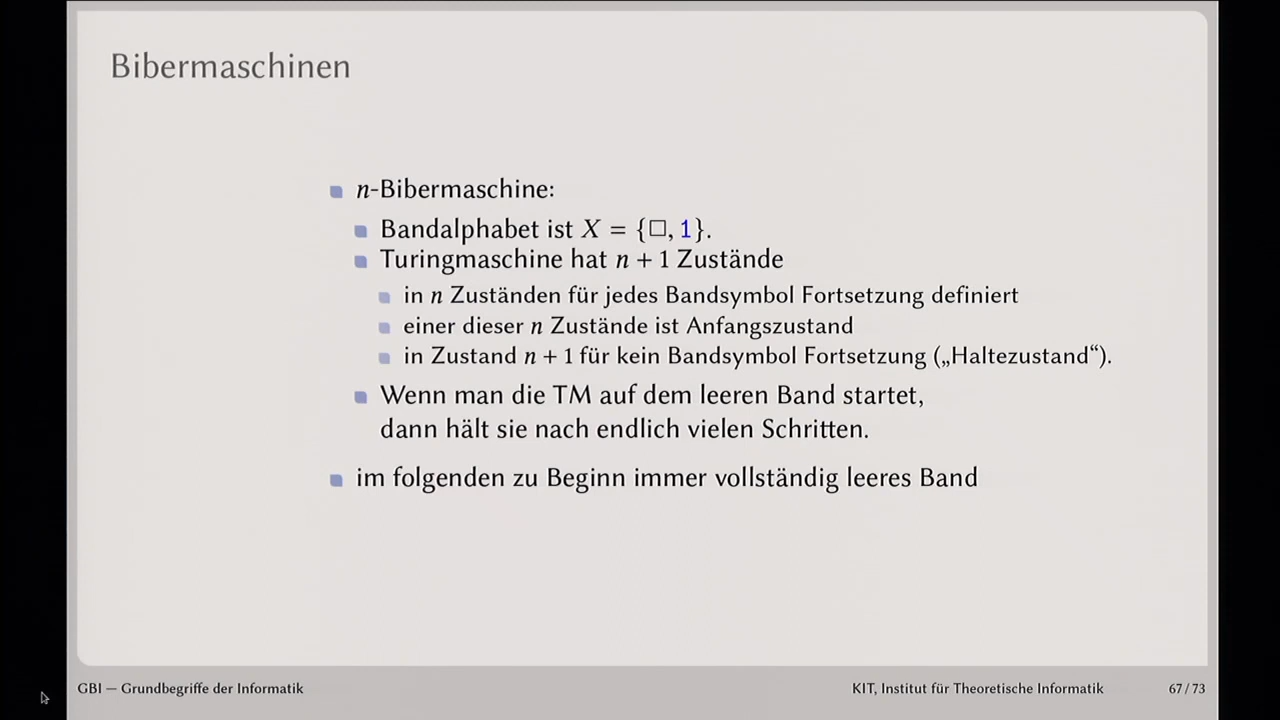 Bibermaschinen
n-Bibermaschine:
Bandalphabet ist X = {□, 1}.
Turingmaschine hat n + 1 Zustände
in n Zuständen für jedes Bandsymbol Fortsetzung definiert
einer dieser n Zustände ist Anfangszustand
in Zustand n + 1 für kein Bandsymbol Fortsetzung („Haltezustand“).
Wenn man die TM auf dem leeren Band startet,
dann hält sie nach endlich vielen Schritten.
im folgenden zu Beginn immer vollständig leeres Band
GBI — Grundbegriffe der Informatik KIT, Institut für Theoretische Informatik 67 / 73